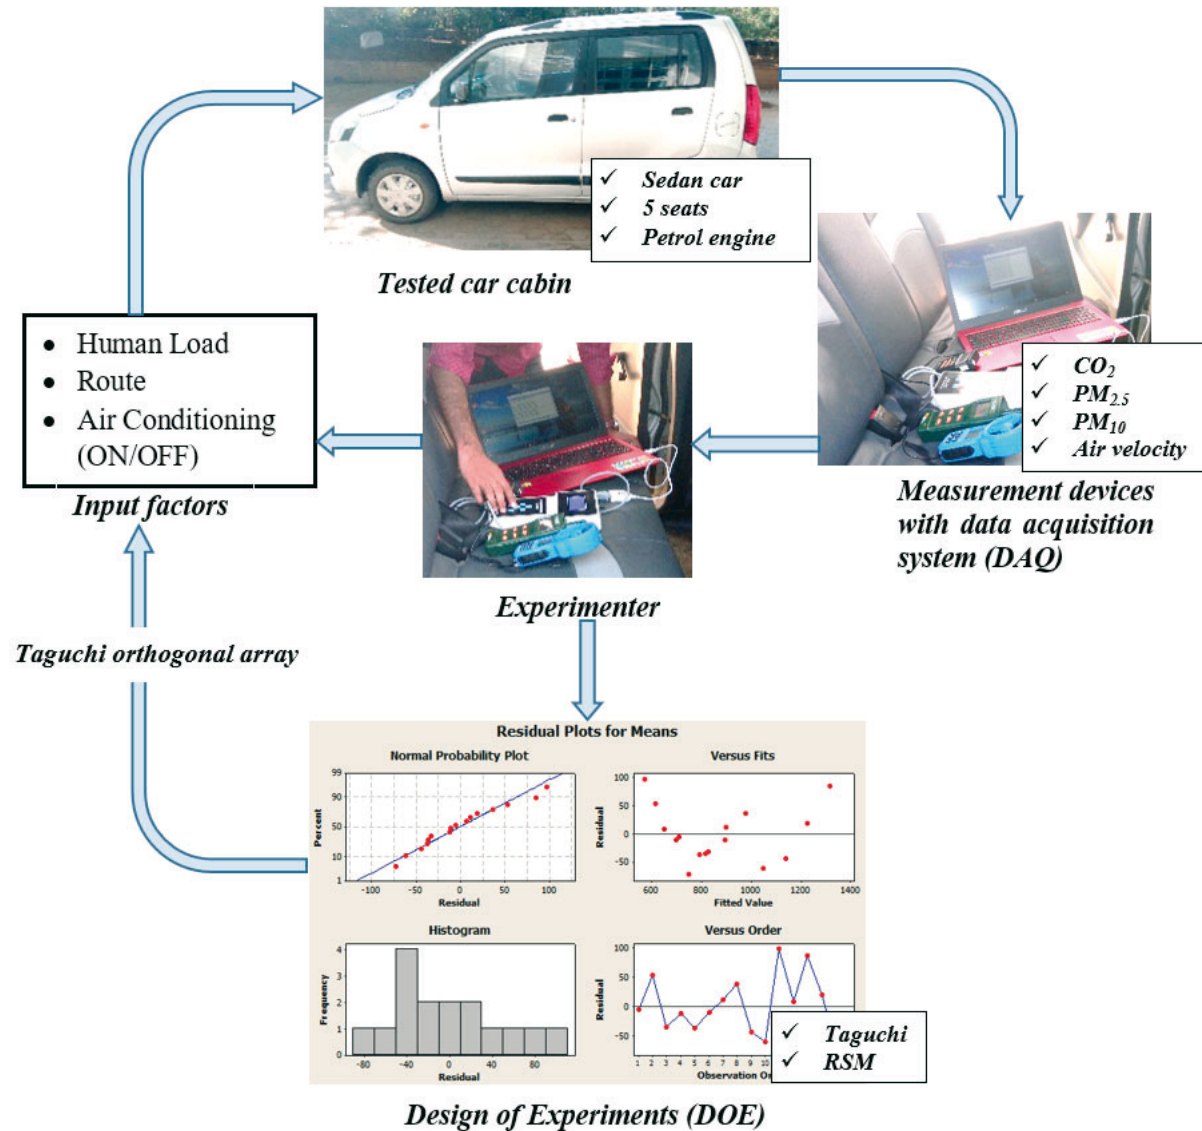 ✓ Sedan car
✓ 5 seats
✓ Petrol engine
Tested car cabin
• Human Load
• Route
• Air Conditioning
(ON/OFF)
Input factors
✓ CO₂
✓ PM₂.₅
✓ PM₁₀
✓ Air velocity
Measurement devices
with data acquisition
system (DAQ)
Experimenter
Taguchi orthogonal array
Residual Plots for Means
Normal Probability Plot
Percent
99
90
50
10
1
-100 -50 0 50 100
Residual
Versus Fits
Residual
100
50
0
-50
600 800 1000 1200 1400
Fitted Value
Histogram
Frequency
4
3
2
1
0
-80 -40 0 40 80
Residual
Versus Order
Residual
100
50
0
-50
1 2 3 4 5 6 7 8 9 10
Observation Or
✓ Taguchi
✓ RSM
Design of Experiments (DOE)